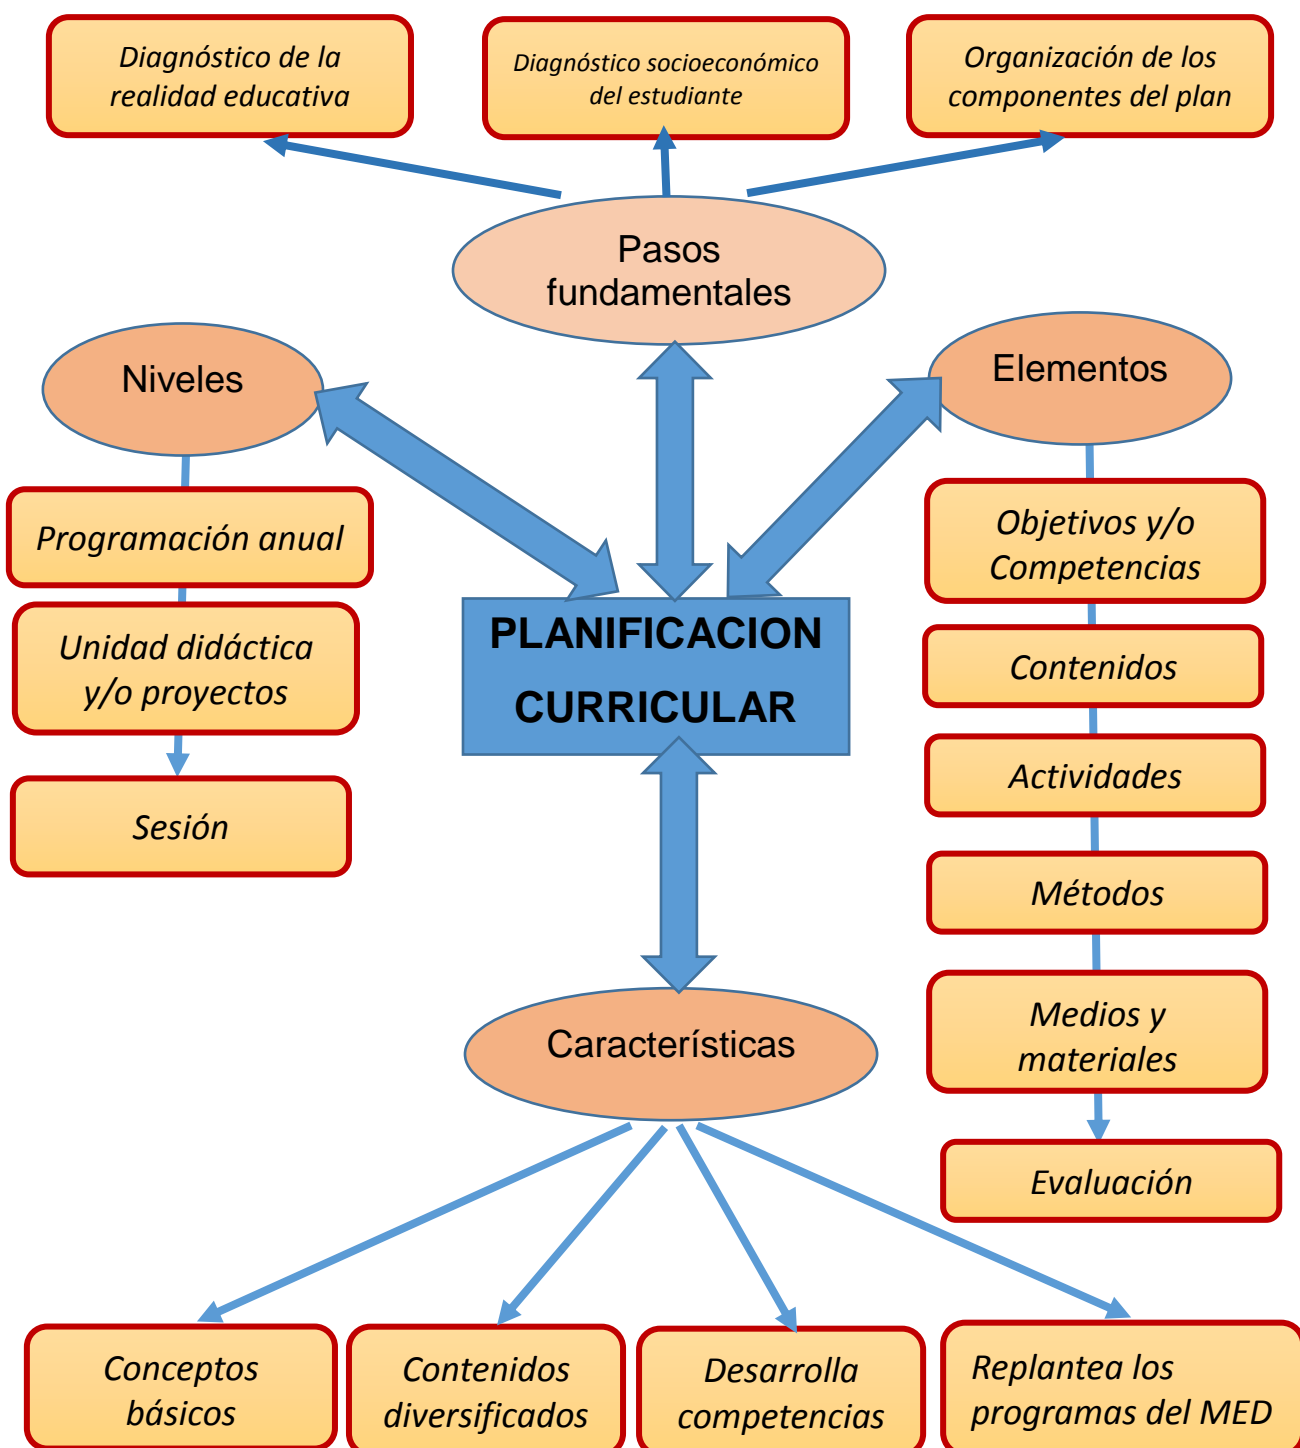 Diagnóstico de la
realidad educativa
Diagnóstico socioeconómico
del estudiante
Organización de los
componentes del plan
Pasos
fundamentales
Niveles
Elementos
Programación anual
Unidad didáctica
y/o proyectos
Sesión
PLANIFICACION
CURRICULAR
Objetivos y/o
Competencias
Contenidos
Actividades
Métodos
Medios y
materiales
Evaluación
Características
Conceptos
básicos
Contenidos
diversificados
Desarrolla
competencias
Replantea los
programas del MED